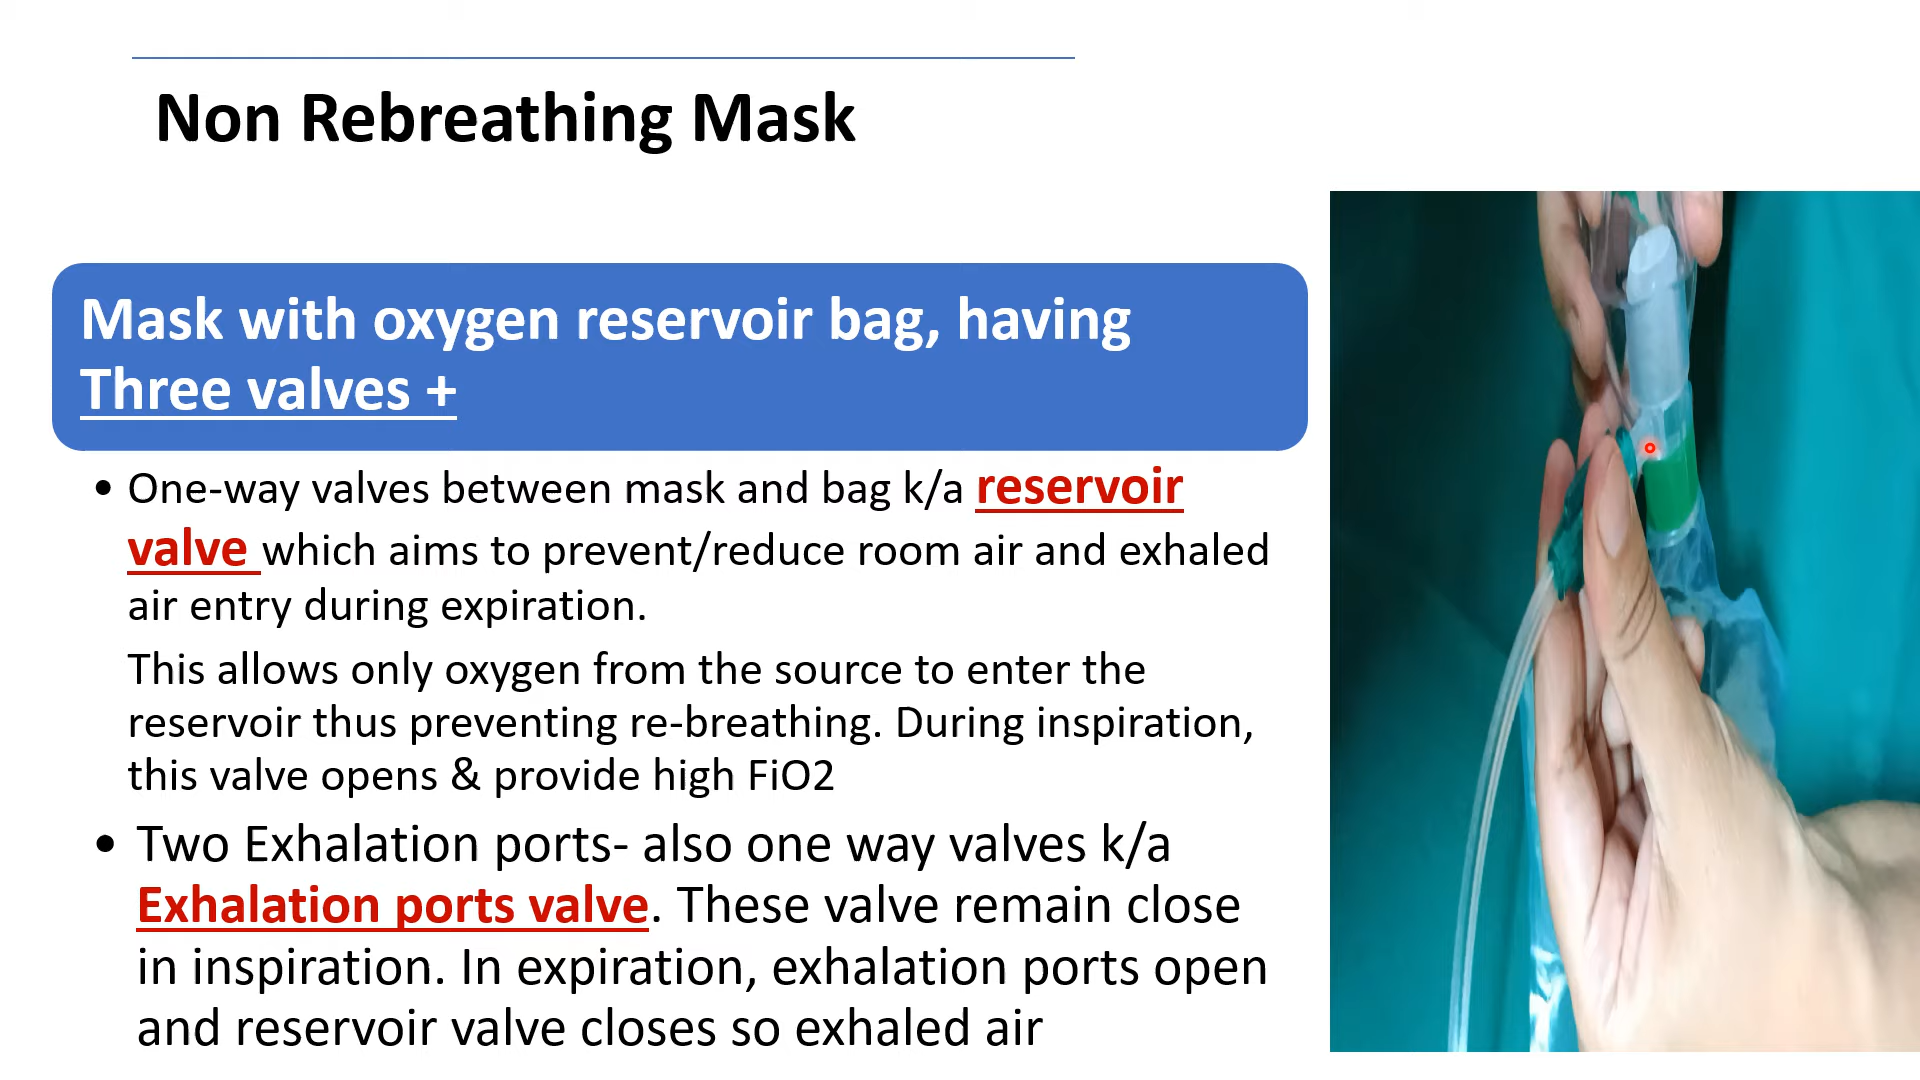 Non Rebreathing Mask
Mask with oxygen reservoir bag, having
Three valves +
• One-way valves between mask and bag k/a reservoir
valve which aims to prevent/reduce room air and exhaled
air entry during expiration.
This allows only oxygen from the source to enter the
reservoir thus preventing re-breathing. During inspiration,
this valve opens & provide high FiO2
• Two Exhalation ports- also one way valves k/a
Exhalation ports valve. These valve remain close
in inspiration. In expiration, exhalation ports open
and reservoir valve closes so exhaled air